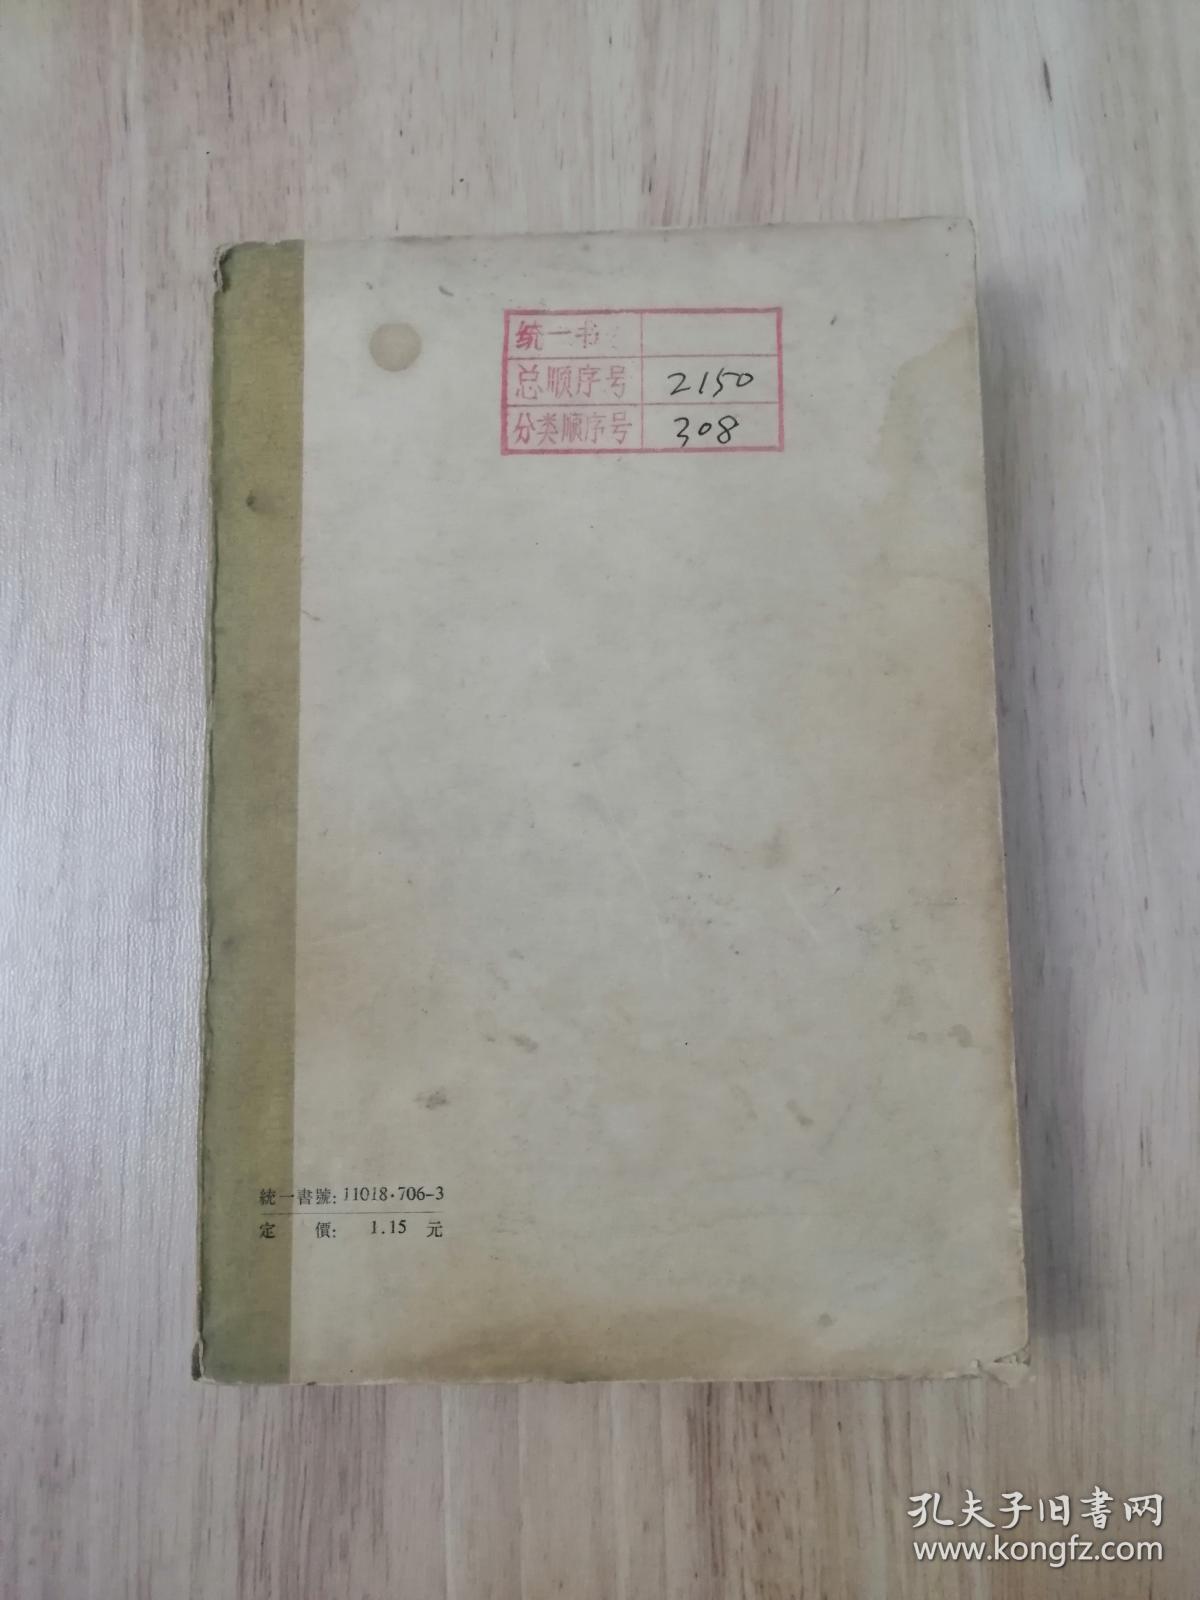 统一书
总顺序号 2150
分类顺序号 308
統一書號: 11018·706-3
定 價: 1.15 元
孔夫子旧書网
www.kongfz.com